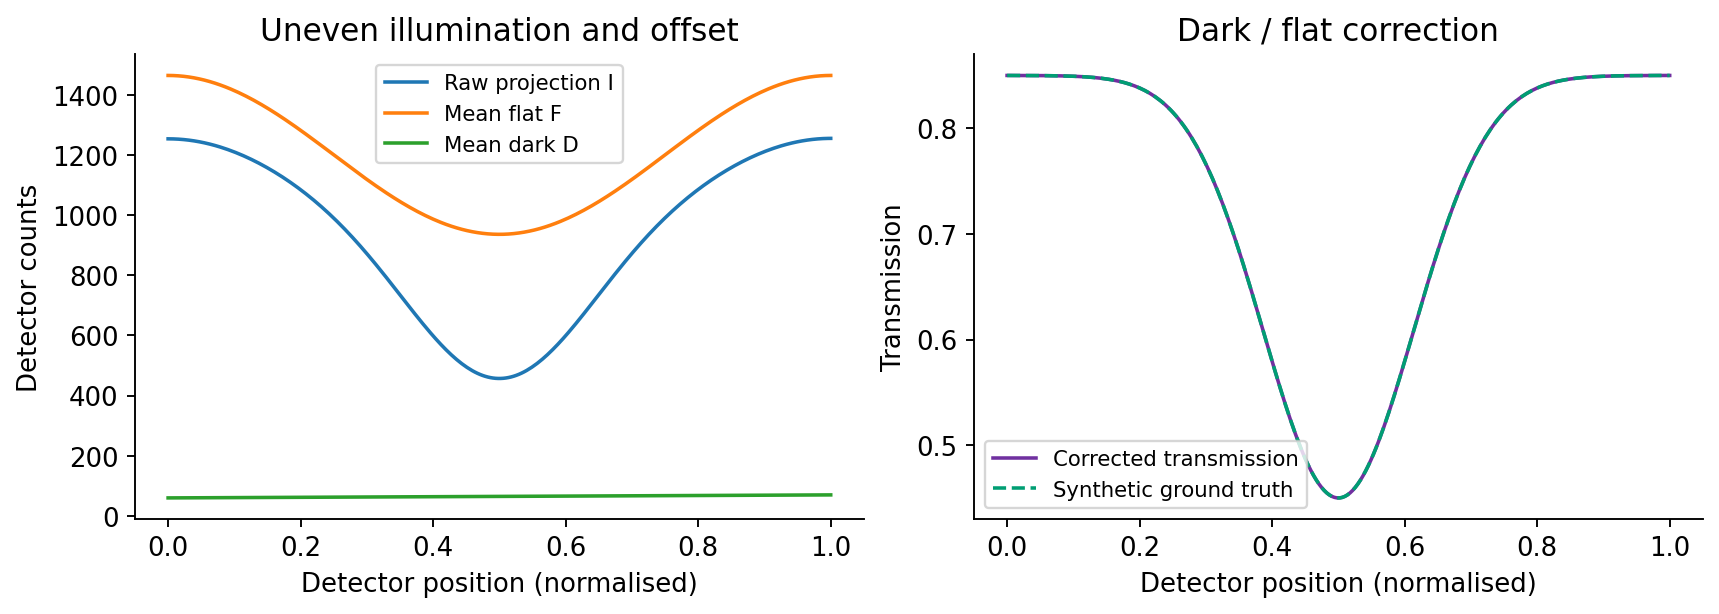 Uneven illumination and offset
Detector counts
1400
1200
1000
800
600
400
200
0
Raw projection I
Mean flat F
Mean dark D
0.0 0.2 0.4 0.6 0.8 1.0
Detector position (normalised)
Dark / flat correction
Transmission
0.8
0.7
0.6
0.5
Corrected transmission
Synthetic ground truth
0.0 0.2 0.4 0.6 0.8 1.0
Detector position (normalised)